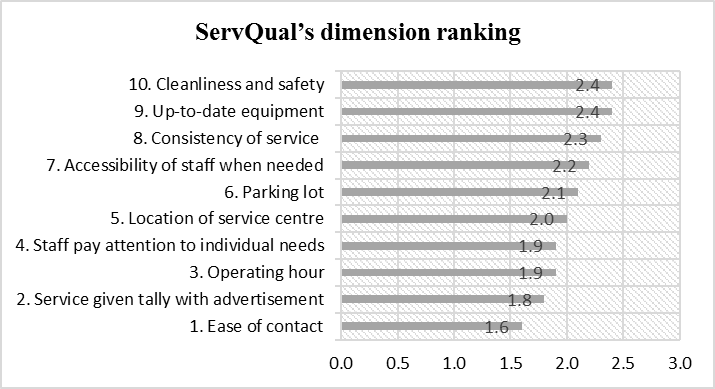 ServQual’s dimension ranking
10. Cleanliness and safety 2.4
9. Up-to-date equipment 2.4
8. Consistency of service 2.3
7. Accessibility of staff when needed 2.2
6. Parking lot 2.1
5. Location of service centre 2.0
4. Staff pay attention to individual needs 1.9
3. Operating hour 1.9
2. Service given tally with advertisement 1.8
1. Ease of contact 1.6
0.0 0.5 1.0 1.5 2.0 2.5 3.0